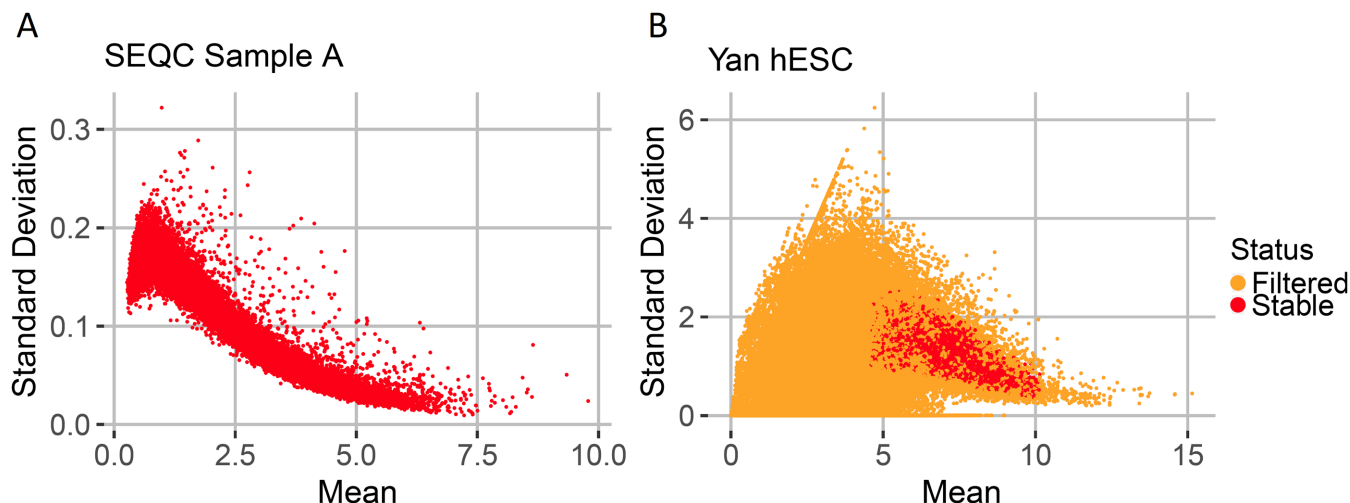 A
SEQC Sample A
Standard Deviation
0.3
0.2
0.1
0.0
0.0 2.5 5.0 7.5 10.0
Mean
B
Yan hESC
Standard Deviation
6
4
2
0
0 5 10 15
Mean
Status
Filtered
Stable